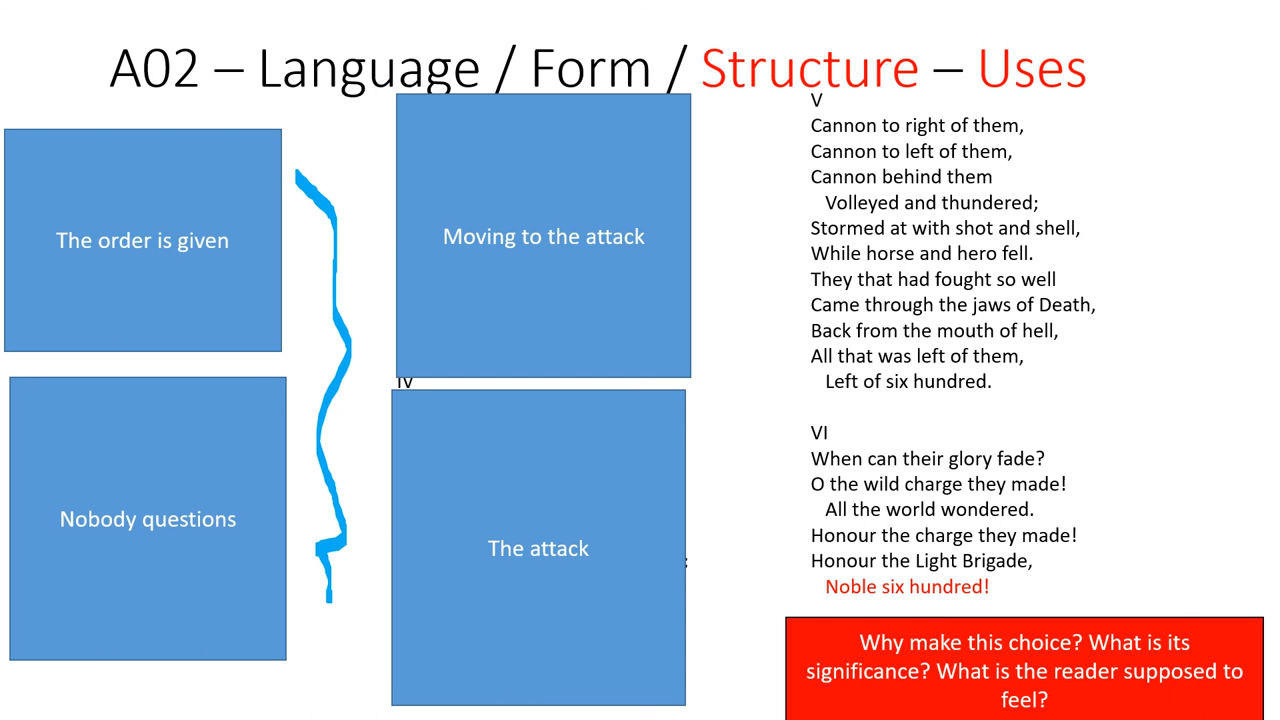 A02 – Language / Form / Structure – Uses
The order is given
Nobody questions
Moving to the attack
IV
The attack
;
V
Cannon to right of them,
Cannon to left of them,
Cannon behind them
Volleyed and thundered;
Stormed at with shot and shell,
While horse and hero fell.
They that had fought so well
Came through the jaws of Death,
Back from the mouth of hell,
All that was left of them,
Left of six hundred.
VI
When can their glory fade?
O the wild charge they made!
All the world wondered.
Honour the charge they made!
Honour the Light Brigade,
Noble six hundred!
Why make this choice? What is its
significance? What is the reader supposed to
feel?